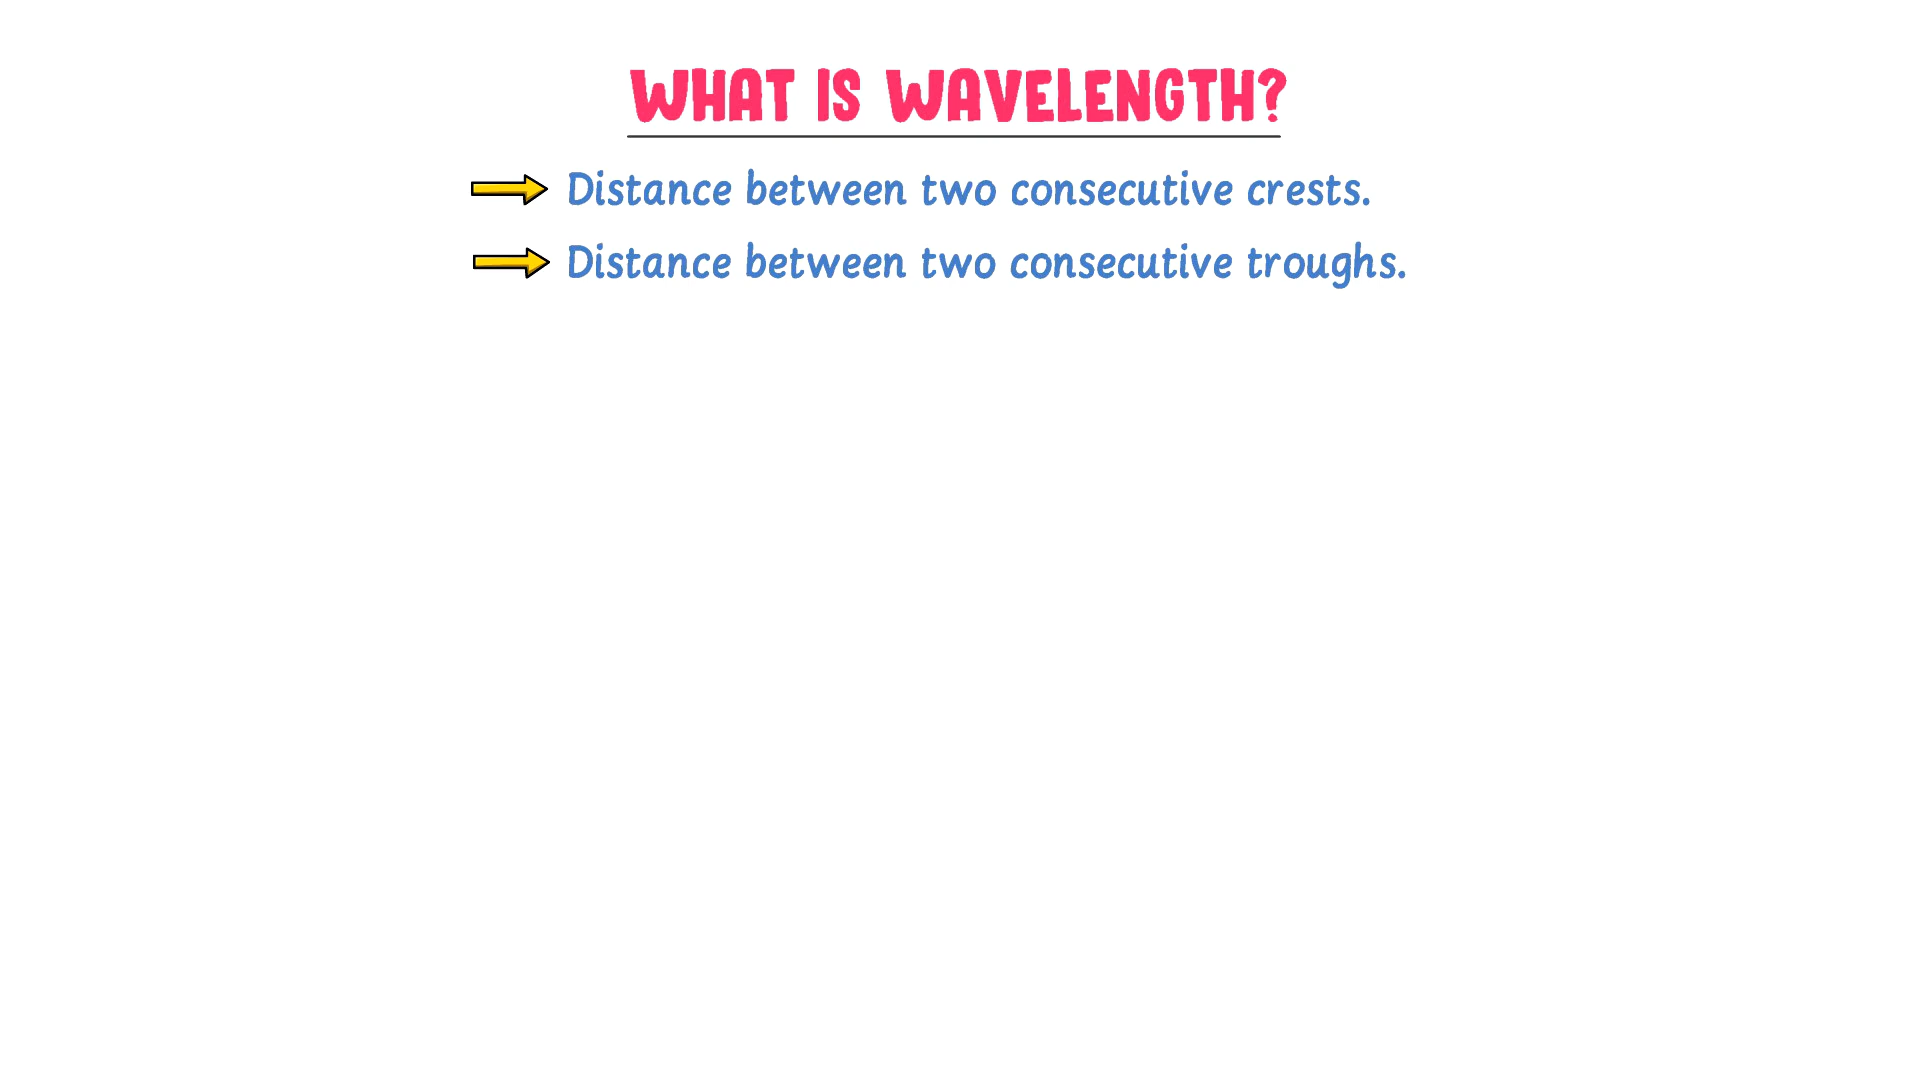 WHAT IS WAVELENGTH?
Distance between two consecutive crests.
Distance between two consecutive troughs.